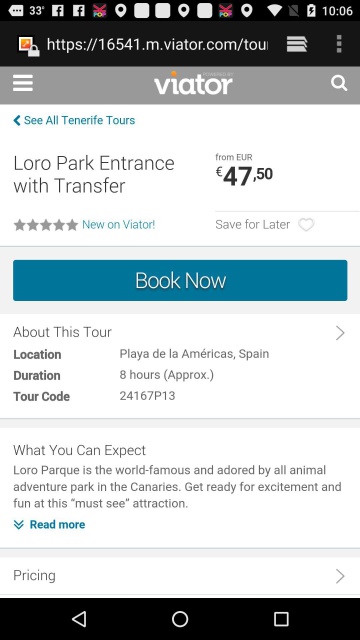 33°
10:06
https://16541.m.viator.com/tou
viator
See All Tenerife Tours
Loro Park Entrance
with Transfer
from EUR
€47,50
New on Viator!
Save for Later
Book Now
About This Tour
Location Playa de la Américas, Spain
Duration 8 hours (Approx.)
Tour Code 24167P13
What You Can Expect
Loro Parque is the world-famous and adored by all animal
adventure park in the Canaries. Get ready for excitement and
fun at this “must see” attraction.
Read more
Pricing